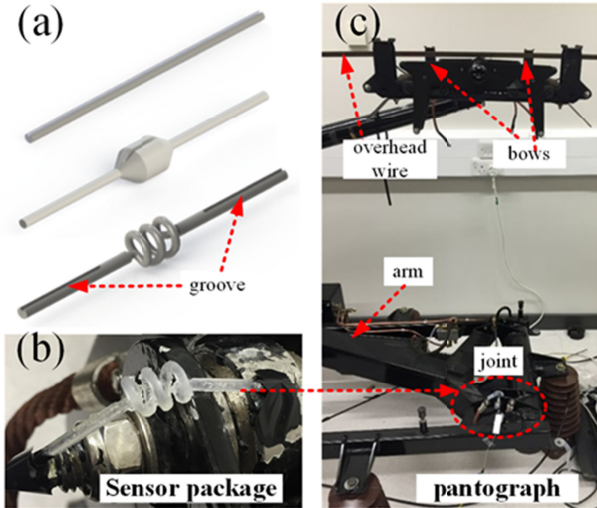 (a)
groove
(b)
Sensor package
(c)
overhead
wire
bows
arm
joint
pantograph